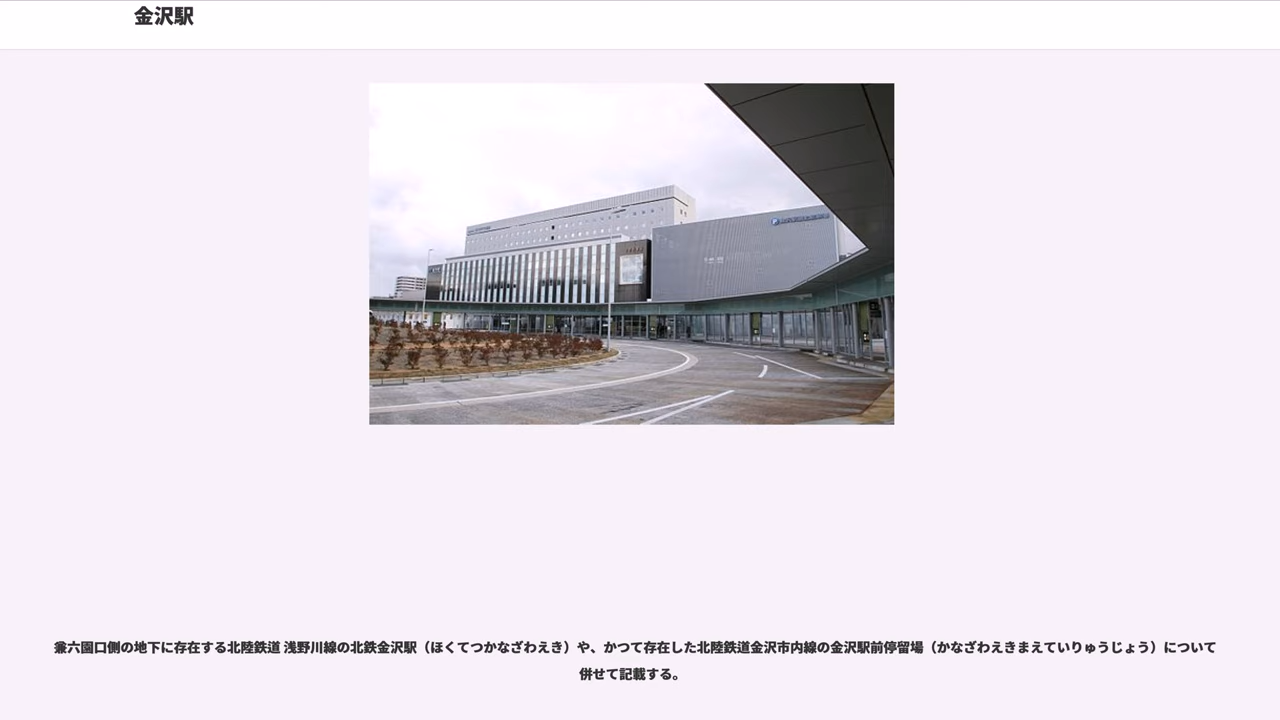 金沢駅
兼六園口側の地下に存在する北陸鉄道 浅野川線の北鉄金沢駅（ほくてつかなざわえき）や、かつて存在した北陸鉄道金沢市内線の金沢駅前停留場（かなざわえきまえていりゅうじょう）について
併せて記載する。